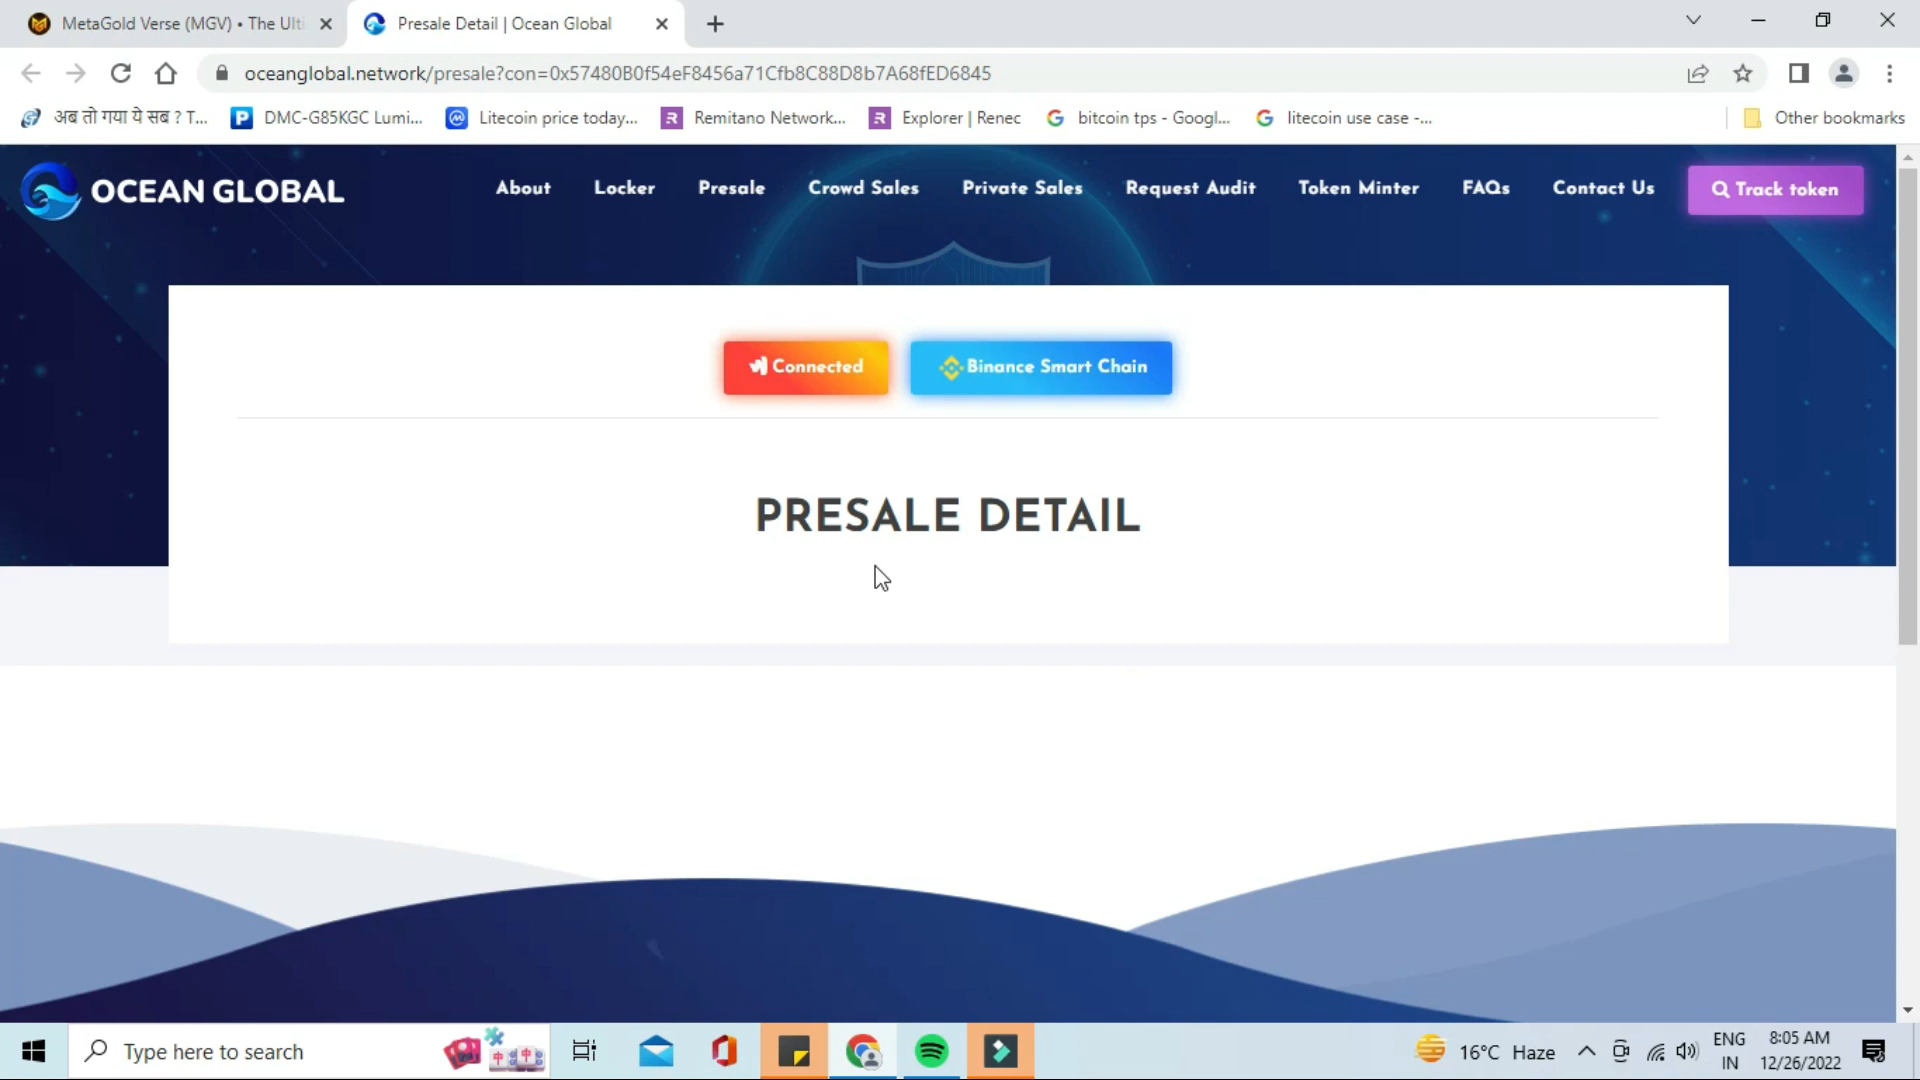 MetaGold Verse (MGV) • The Ulti
Presale Detail | Ocean Global
oceanglobal.network/presale?con=0x57480B0f54eF8456a71Cfb8C88D8b7A68fED6845
अब तो गया ये सब ? T...
DMC-G85KGC Lumi...
Litecoin price today...
Remitano Network...
Explorer | Renec
bitcoin tps - Googl...
litecoin use case -...
Other bookmarks
OCEAN GLOBAL
About
Locker
Presale
Crowd Sales
Private Sales
Request Audit
Token Minter
FAQs
Contact Us
Track token
Connected
Binance Smart Chain
PRESALE DETAIL
Type here to search
16°C Haze
ENG
IN
8:05 AM
12/26/2022